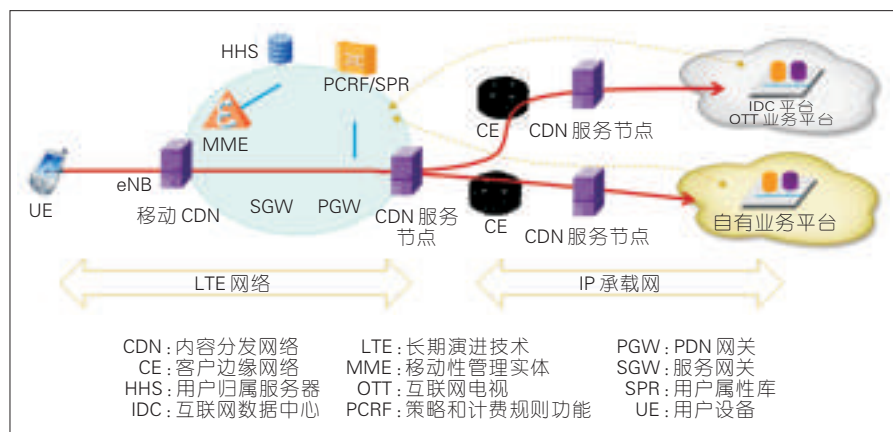 HHS
PCRF/SPR
MME
CE
CDN 服务节点
IDC 平台
OTT 业务平台
UE
eNB
移动 CDN
SGW
PGW
CDN 服务
节点
CE
CDN 服务节点
自有业务平台
LTE 网络
IP 承载网
CDN：内容分发网络 LTE：长期演进技术 PGW：PDN 网关
CE：客户边缘网络 MME：移动性管理实体 SGW：服务网关
HHS：用户归属服务器 OTT：互联网电视 SPR：用户属性库
IDC：互联网数据中心 PCRF：策略和计费规则功能 UE：用户设备